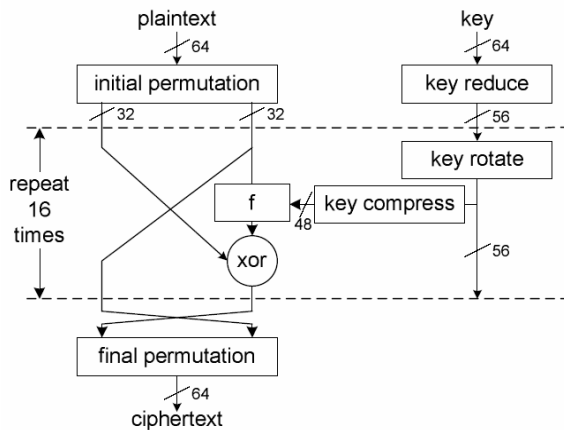 plaintext
key
64
64
initial permutation
key reduce
32
32
56
key rotate
repeat
16
times
f
key compress
48
xor
56
final permutation
64
ciphertext